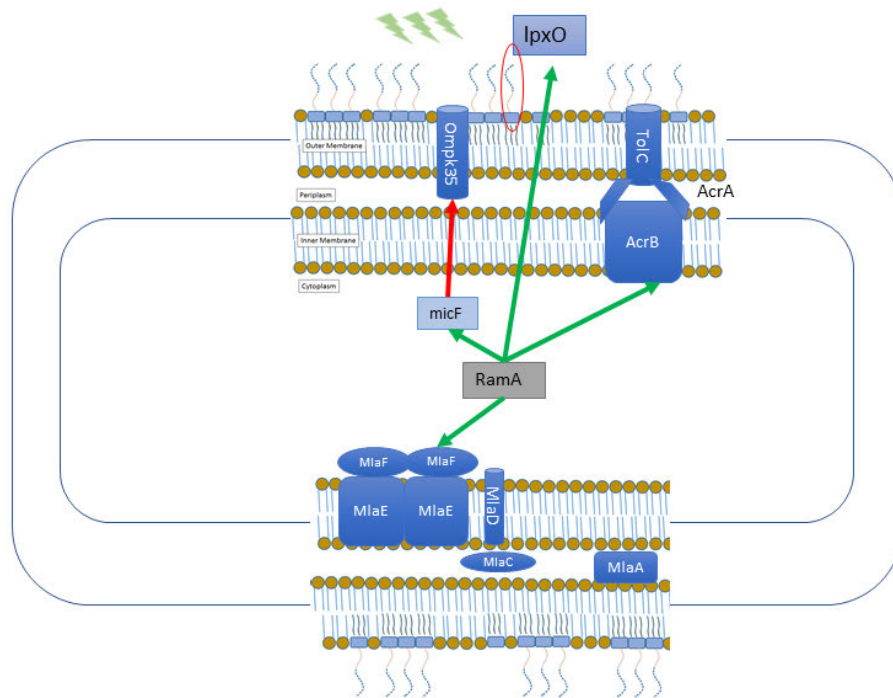 lpxO
Outer Membrane
Ompk35
TolC
Periplasm
AcrA
Inner Membrane
AcrB
Cytoplasm
micF
RamA
MlaF
MlaF
MlaE
MlaE
MlaD
MlaC
MlaA